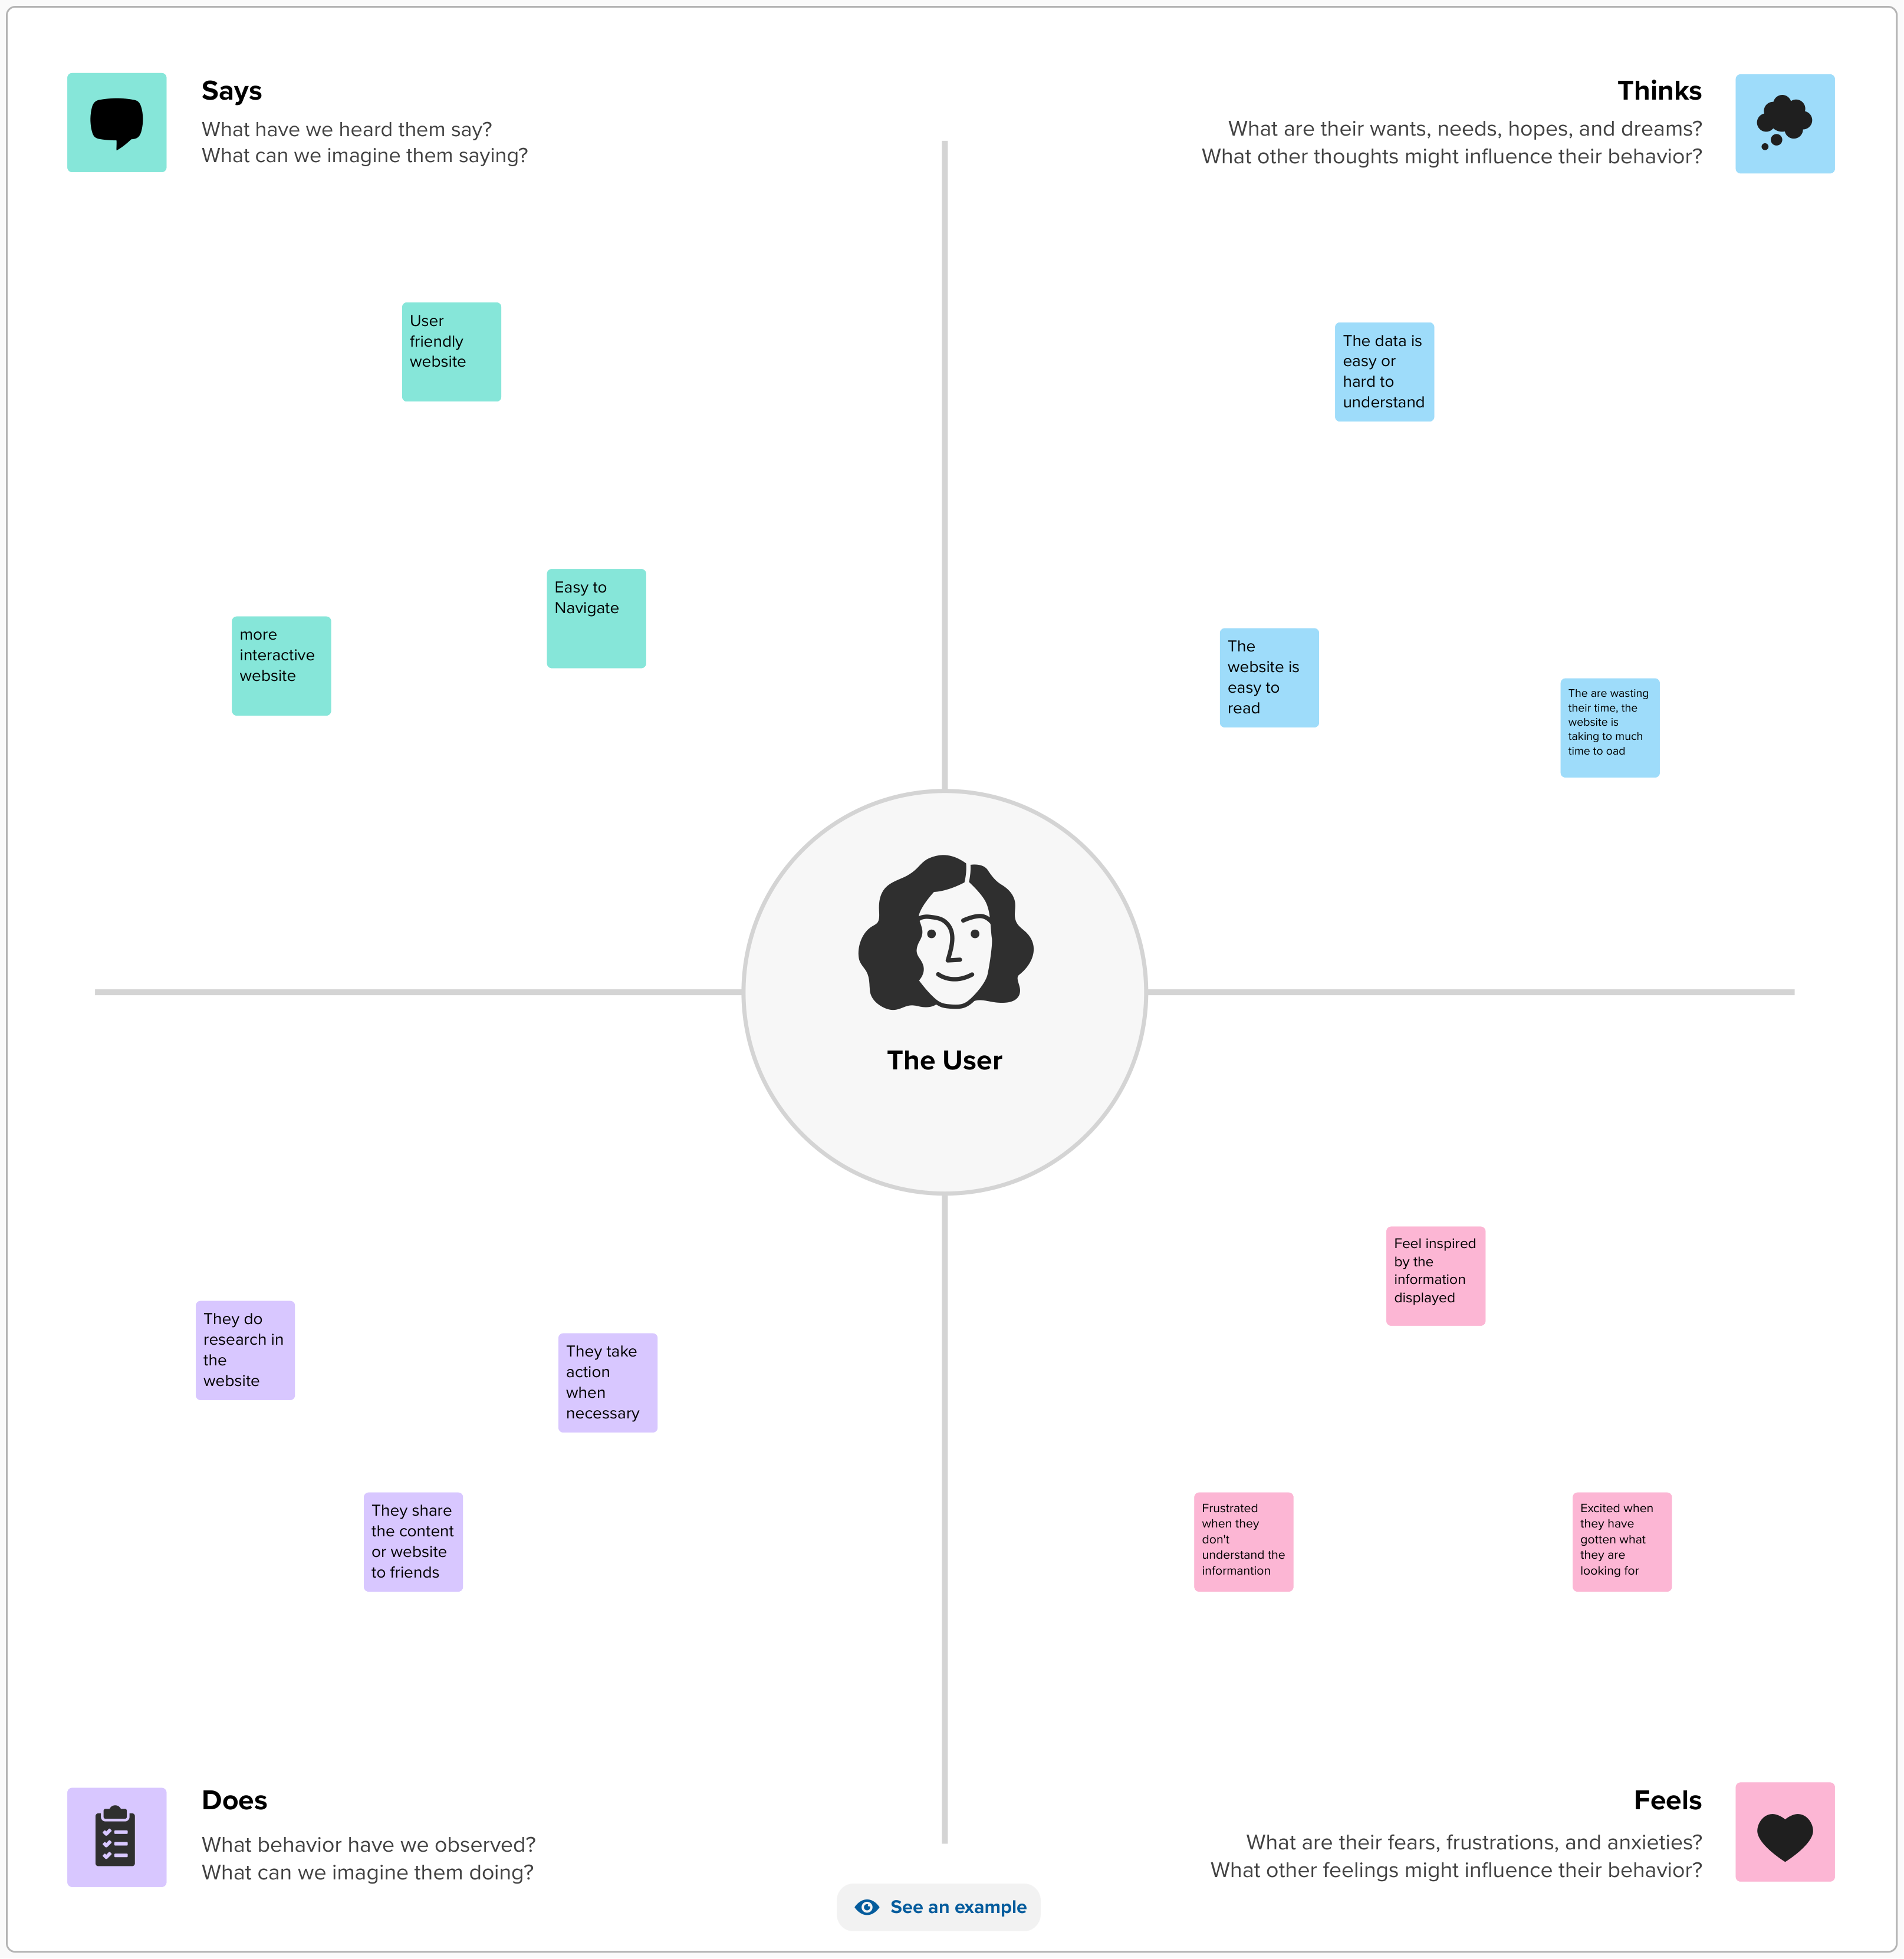 Says
What have we heard them say?
What can we imagine them saying?
Thinks
What are their wants, needs, hopes, and dreams?
What other thoughts might influence their behavior?
User
friendly
website
more
interactive
website
Easy to
Navigate
The data is
easy or
hard to
understand
The
website is
easy to
read
The are wasting
their time, the
website is
taking to much
time to oad
The User
They do
research in
the
website
They take
action
when
necessary
They share
the content
or website
to friends
Feel inspired
by the
information
displayed
Frustrated
when they
don't
understand the
informantion
Excited when
they have
gotten what
they are
looking for
Does
What behavior have we observed?
What can we imagine them doing?
Feels
What are their fears, frustrations, and anxieties?
What other feelings might influence their behavior?
See an example